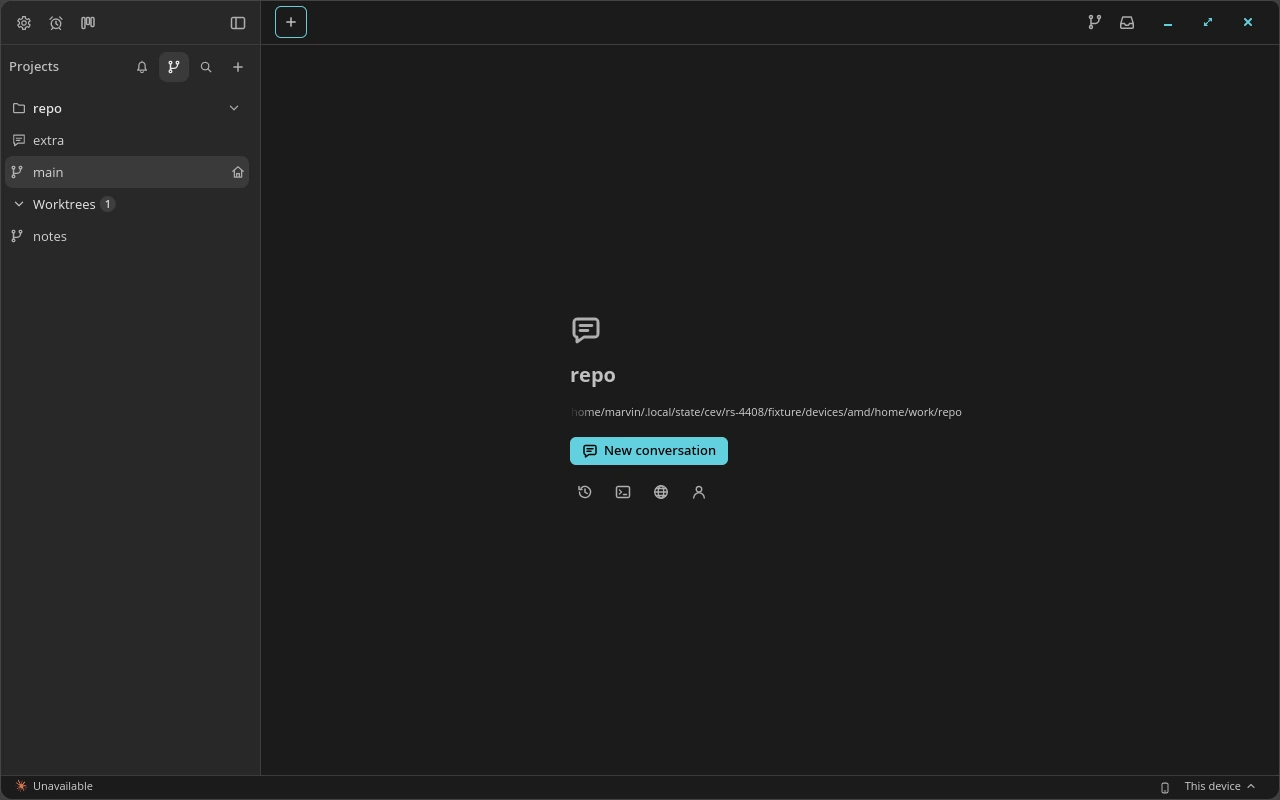 Projects
repo
extra
main
Worktrees 1
notes
repo
home/marvin/.local/state/cev/rs-4408/fixture/devices/amd/home/work/repo
New conversation
Unavailable
This device